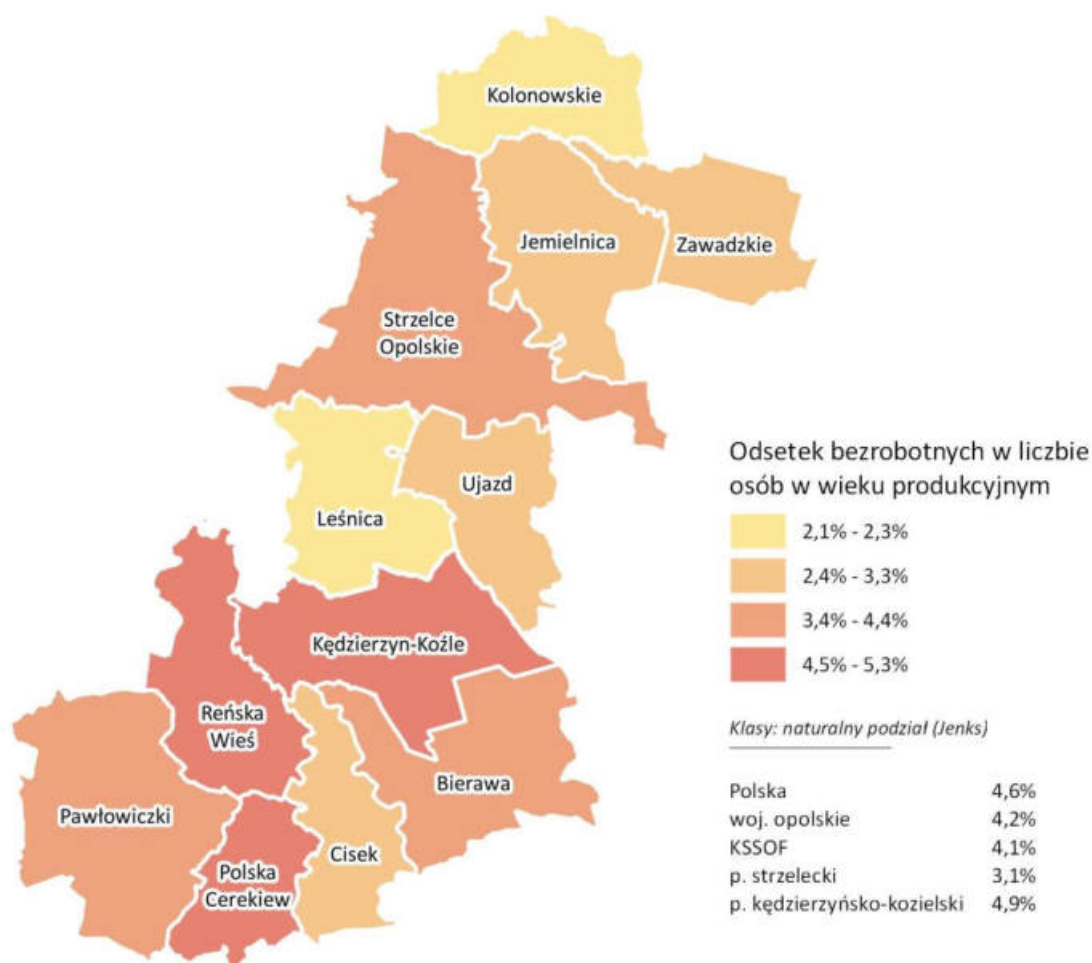 Kolonowskie
Jemielnica
Zawadzkie
Strzelce
Opolskie
Ujazd
Leśnica
Kędzierzyn-Koźle
Reńska
Wieś
Bierawa
Pawłowiczki
Cisek
Polska
Cerekiew
Odsetek bezrobotnych w liczbie
osób w wieku produkcyjnym
2,1% - 2,3%
2,4% - 3,3%
3,4% - 4,4%
4,5% - 5,3%
Klasy: naturalny podział (Jenks)
Polska 4,6%
woj. opolskie 4,2%
KSSOF 4,1%
p. strzelecki 3,1%
p. kędzierzyńsko-kozielski 4,9%